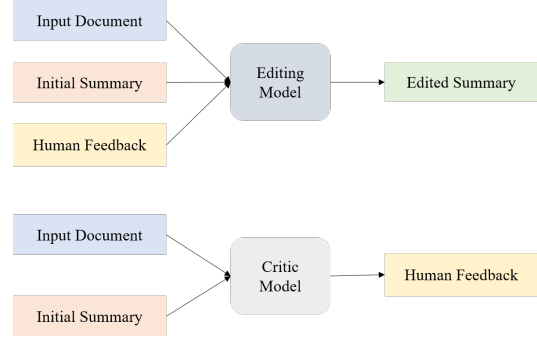 Input Document
Initial Summary
Human Feedback
Editing
Model
Edited Summary
Input Document
Initial Summary
Critic
Model
Human Feedback